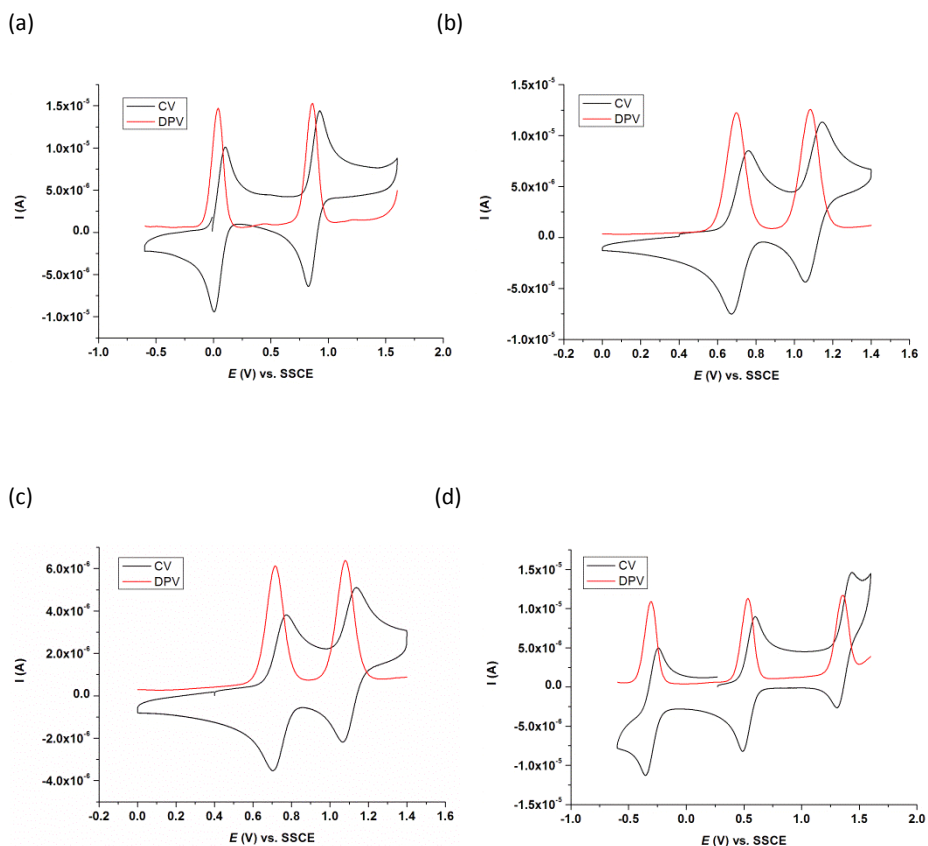 (a)
(b)
CV
DPV
1.5x10⁻⁵
1.0x10⁻⁵
5.0x10⁻⁶
0.0
-5.0x10⁻⁶
-1.0x10⁻⁵
I (A)
-1.0 -0.5 0.0 0.5 1.0 1.5 2.0
E (V) vs. SSCE
CV
DPV
1.5x10⁻⁵
1.0x10⁻⁵
5.0x10⁻⁶
0.0
-5.0x10⁻⁶
-1.0x10⁻⁵
I (A)
0.0 0.2 0.4 0.6 0.8 1.0 1.2 1.4 1.6
E (V) vs. SSCE
(c)
(d)
CV
DPV
6.0x10⁻⁶
4.0x10⁻⁶
2.0x10⁻⁶
0.0
-2.0x10⁻⁶
-4.0x10⁻⁶
I (A)
-0.2 0.0 0.2 0.4 0.6 0.8 1.0 1.2 1.4 1.6
E (V) vs. SSCE
CV
DPV
1.5x10⁻⁵
1.0x10⁻⁵
5.0x10⁻⁶
0.0
-5.0x10⁻⁶
-1.0x10⁻⁵
-1.5x10⁻⁵
I (A)
-1.0 -0.5 0.0 0.5 1.0 1.5 2.0
E (V) vs. SSCE